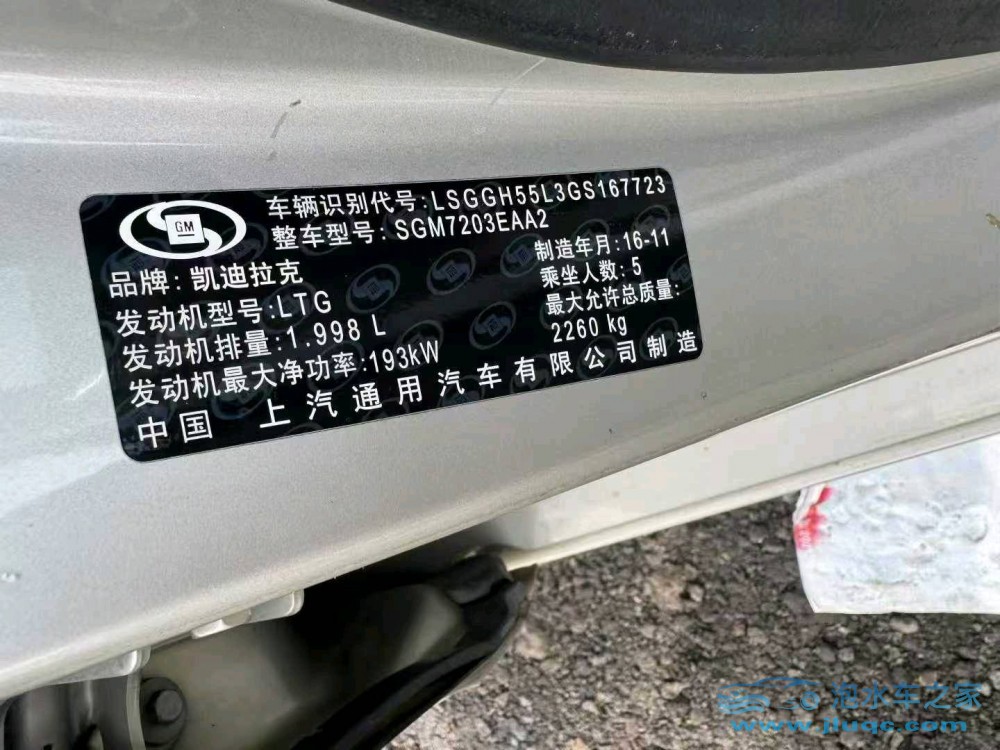 车辆识别代号:LSGGH55L3GS167723
整车型号:SGM7203EAA2
GM
品牌:凯迪拉克
制造年月:16-11
发动机型号:LTG
乘坐人数:5
发动机排量:1.998 L
最大允许总质量:
2260 kg
发动机最大净功率:193kW
中国 上汽通用汽车有限公司制造
泡水车之家
www.jluqc.com